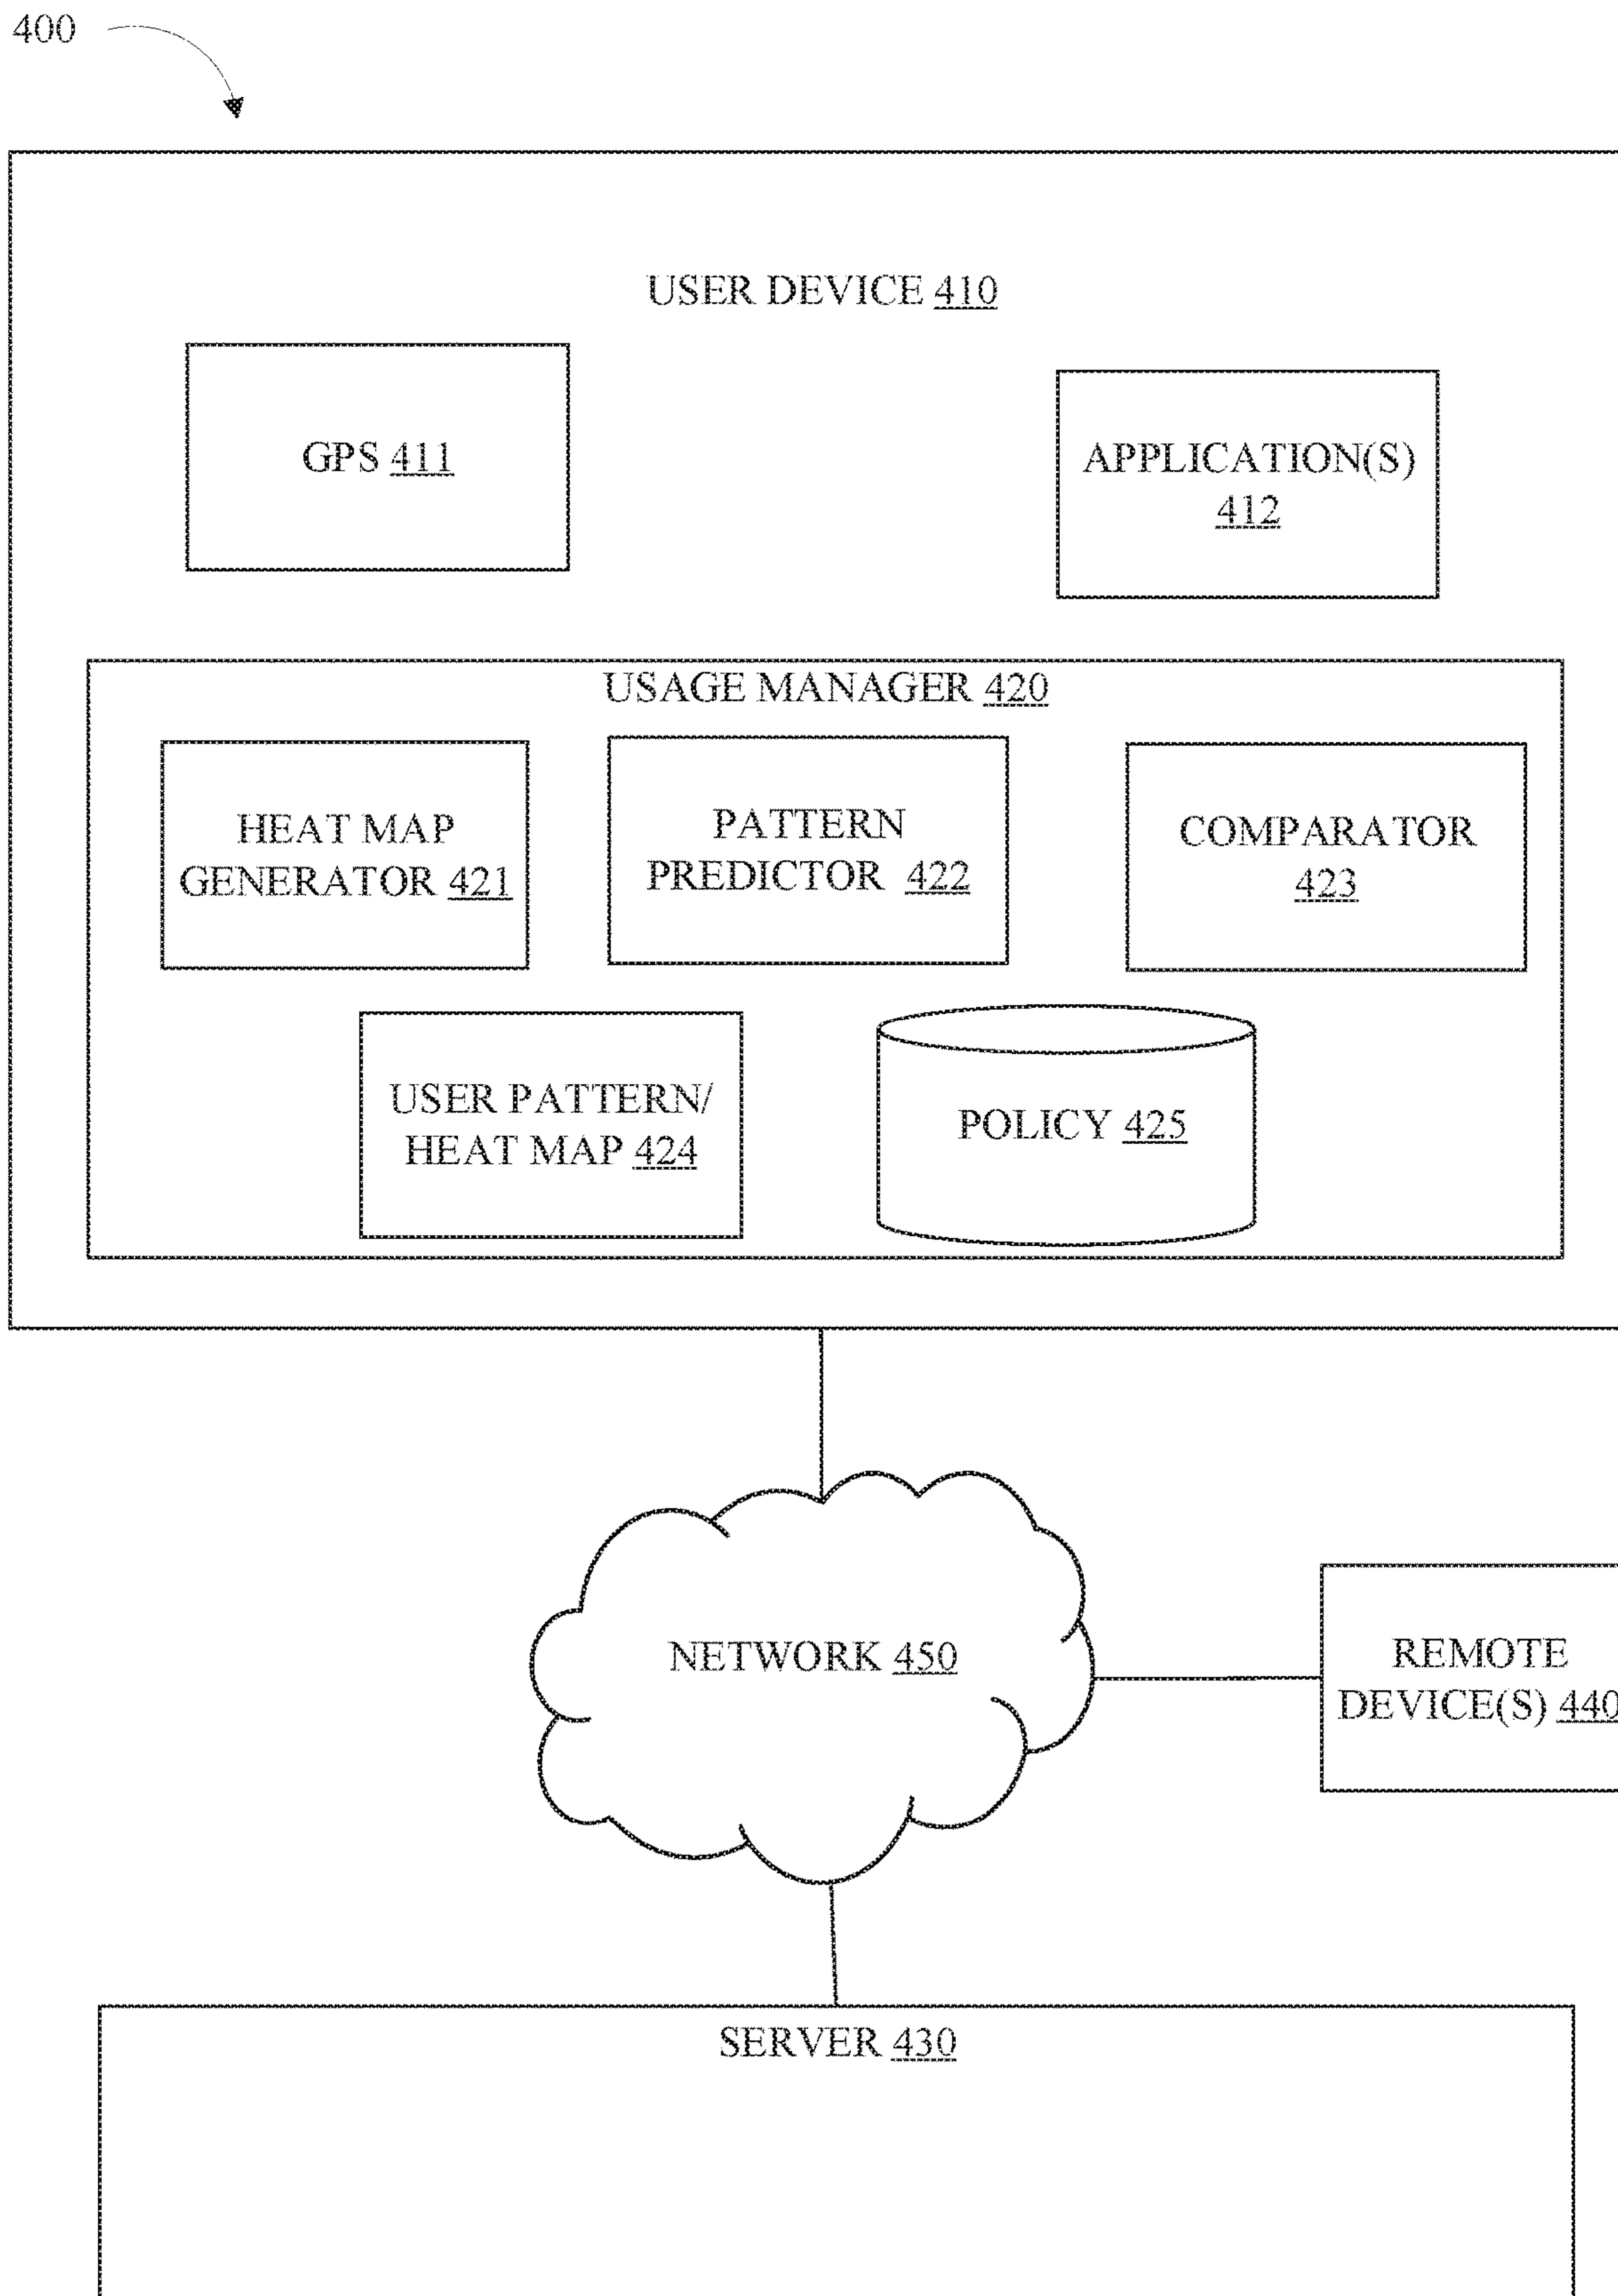 400
USER DEVICE 410
GPS 411
APPLICATION(S)
412
USAGE MANAGER 420
HEAT MAP
GENERATOR 421
PATTERN
PREDICTOR 422
COMPARATOR
423
USER PATTERN/
HEAT MAP 424
POLICY 425
NETWORK 450
REMOTE
DEVICE(S) 440
SERVER 430